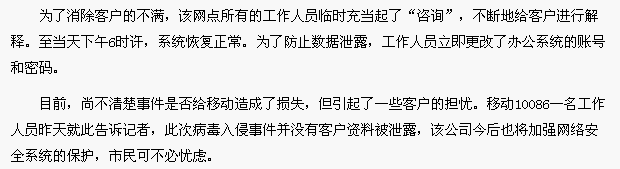 为了消除客户的不满，该网点所有的工作人员临时充当起了“咨询”，不断地给客户进行解
释。至当天下午6时许，系统恢复正常。为了防止数据泄露，工作人员立即更改了办公系统的账号
和密码。
目前，尚不清楚事件是否给移动造成了损失，但引起了一些客户的担忧。移动10086一名工作
人员昨天就此告诉记者，此次病毒入侵事件并没有客户资料被泄露，该公司今后也将加强网络安
全系统的保护，市民可不必忧虑。